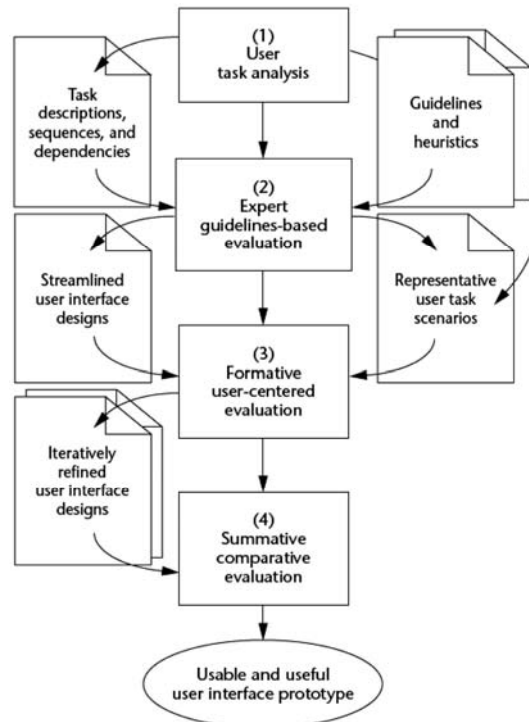 (1)
User
task analysis
Task
descriptions,
sequences, and
dependencies
Guidelines
and
heuristics
(2)
Expert
guidelines-based
evaluation
Streamlined
user interface
designs
Representative
user task
scenarios
(3)
Formative
user-centered
evaluation
Iteratively
refined
user interface
designs
(4)
Summative
comparative
evaluation
Usable and useful
user interface prototype